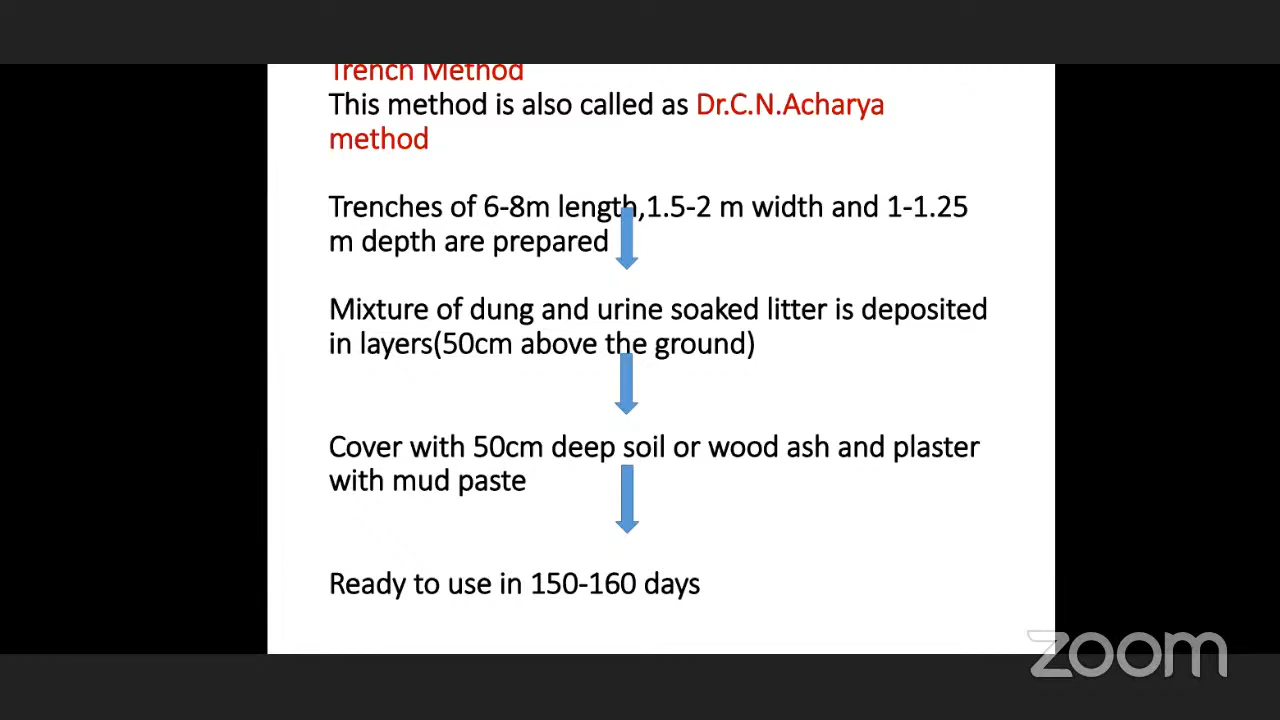 Trench Method
This method is also called as Dr.C.N.Acharya
method
Trenches of 6-8m length,1.5-2 m width and 1-1.25
m depth are prepared
Mixture of dung and urine soaked litter is deposited
in layers(50cm above the ground)
Cover with 50cm deep soil or wood ash and plaster
with mud paste
Ready to use in 150-160 days
zoom